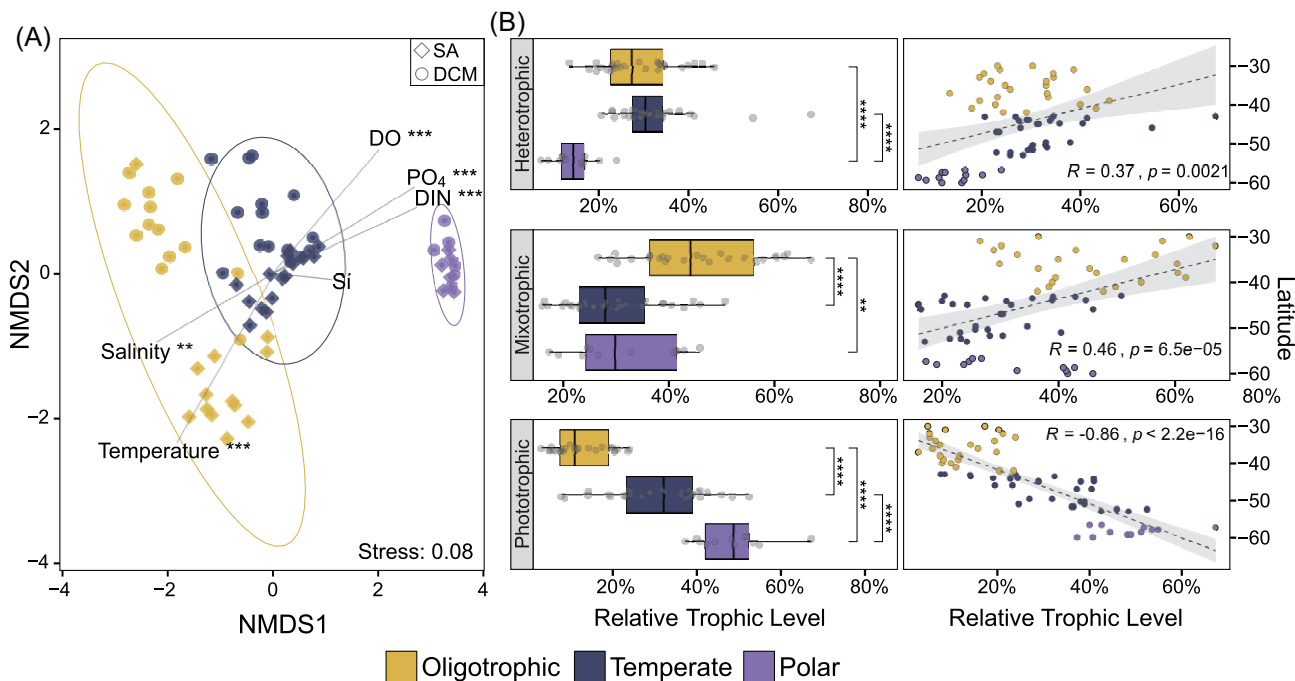 (A)
SA
DCM
DO ***
PO4 ***
DIN ***
Sí
Salinity **
Temperature ***
Stress: 0.08
NMDS2
2
0
−2
−4
−4
−2
0
2
4
NMDS1
(B)
Heterotrophic
****
****
20%
40%
60%
80%
R = 0.37 , p = 0.0021
−30
−40
−50
−60
20%
40%
60%
80%
Mixotrophic
****
**
20%
40%
60%
80%
R = 0.46 , p = 6.5e−05
−30
−40
−50
−60
20%
40%
60%
80%
Latitude
Phototrophic
****
****
****
20%
40%
60%
80%
Relative Trophic Level
R = -0.86 , p < 2.2e−16
−30
−40
−50
−60
20%
40%
60%
Relative Trophic Level
Oligotrophic
Temperate
Polar